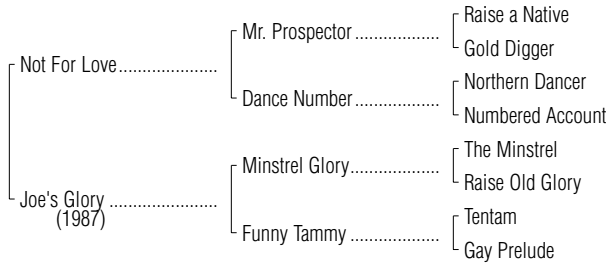 Raise a Native
Mr. Prospector ..................
Gold Digger
Not For Love.....................
Northern Dancer
Dance Number ..................
Numbered Account
The Minstrel
Minstrel Glory...................
Raise Old Glory
Joe's Glory .......................
(1987)
Tentam
Funny Tammy ...................
Gay Prelude